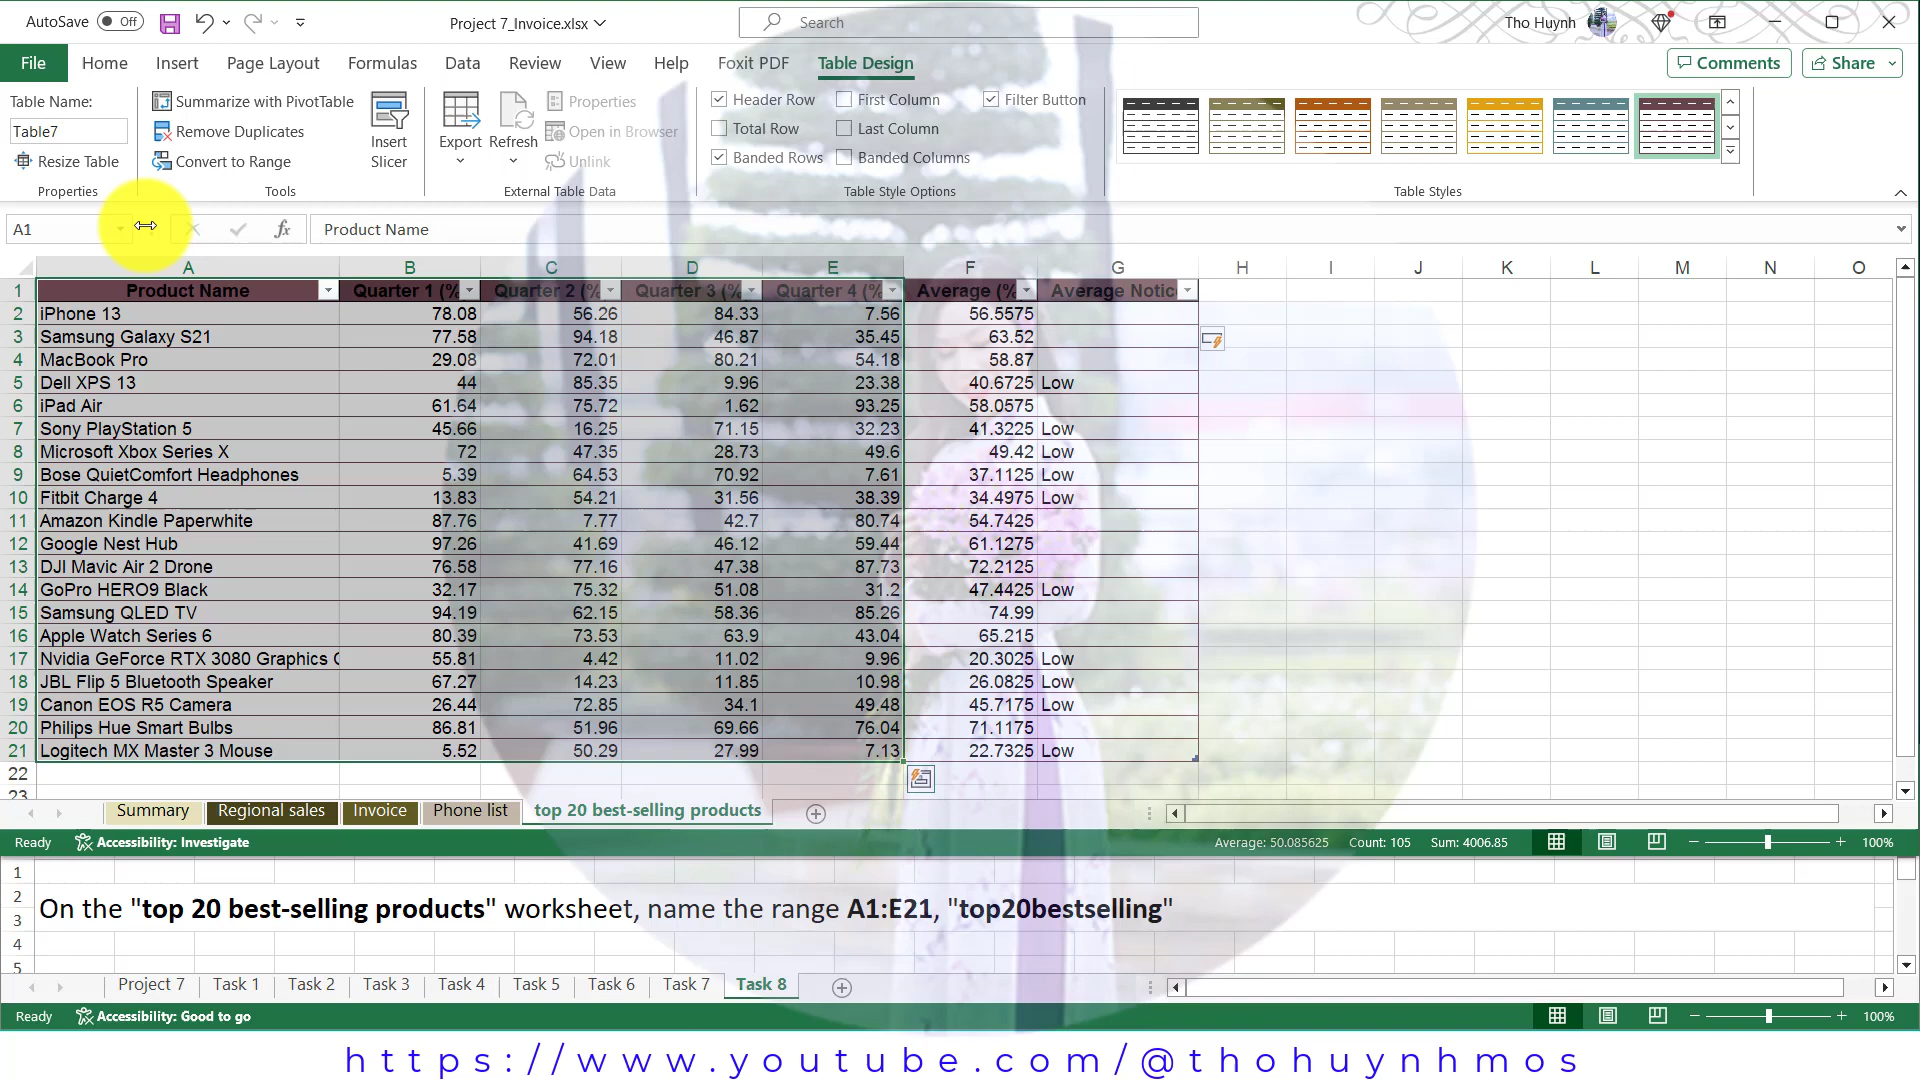 AutoSave Off Project 7_Invoice.xlsx Search Tho Huynh
File Home Insert Page Layout Formulas Data Review View Help Foxit PDF Table Design Comments Share
Table Name:
Table7
Resize Table
Properties
Summarize with PivotTable
Remove Duplicates
Convert to Range
Tools
Insert Slicer
Export Refresh
Properties
Open in Browser
Unlink
External Table Data
Header Row First Column Filter Button
Total Row Last Column
Banded Rows Banded Columns
Table Style Options
Table Styles
A1 fx Product Name
A B C D E F G H I J K L M N O
1 Product Name Quarter 1 (% Quarter 2 (% Quarter 3 (% Quarter 4 (% Average (% Average Notic
2 iPhone 13 78.08 56.26 84.33 7.56 56.5575
3 Samsung Galaxy S21 77.58 94.18 46.87 35.45 63.52
4 MacBook Pro 29.08 72.01 80.21 54.18 58.87
5 Dell XPS 13 44 85.35 9.96 23.38 40.6725 Low
6 iPad Air 61.64 75.72 1.62 93.25 58.0575
7 Sony PlayStation 5 45.66 16.25 71.15 32.23 41.3225 Low
8 Microsoft Xbox Series X 72 47.35 28.73 49.6 49.42 Low
9 Bose QuietComfort Headphones 5.39 64.53 70.92 7.61 37.1125 Low
10 Fitbit Charge 4 13.83 54.21 31.56 38.39 34.4975 Low
11 Amazon Kindle Paperwhite 87.76 7.77 42.7 80.74 54.7425
12 Google Nest Hub 97.26 41.69 46.12 59.44 61.1275
13 DJI Mavic Air 2 Drone 76.58 77.16 47.38 87.73 72.2125
14 GoPro HERO9 Black 32.17 75.32 51.08 31.2 47.4425 Low
15 Samsung QLED TV 94.19 62.15 58.36 85.26 74.99
16 Apple Watch Series 6 80.39 73.53 63.9 43.04 65.215
17 Nvidia GeForce RTX 3080 Graphics C 55.81 4.42 11.02 9.96 20.3025 Low
18 JBL Flip 5 Bluetooth Speaker 67.27 14.23 11.85 10.98 26.0825 Low
19 Canon EOS R5 Camera 26.44 72.85 34.1 49.48 45.7175 Low
20 Philips Hue Smart Bulbs 86.81 51.96 69.66 76.04 71.1175
21 Logitech MX Master 3 Mouse 5.52 50.29 27.99 7.13 22.7325 Low
22
23
Summary Regional sales Invoice Phone list top 20 best-selling products
Ready Accessibility: Investigate Average: 50.085625 Count: 105 Sum: 4006.85 100%
1
2
On the "top 20 best-selling products" worksheet, name the range A1:E21, "top20bestselling"
3
4
5
Project 7 Task 1 Task 2 Task 3 Task 4 Task 5 Task 6 Task 7 Task 8
Ready Accessibility: Good to go 100%
https://www.youtube.com/@thohuynhmos